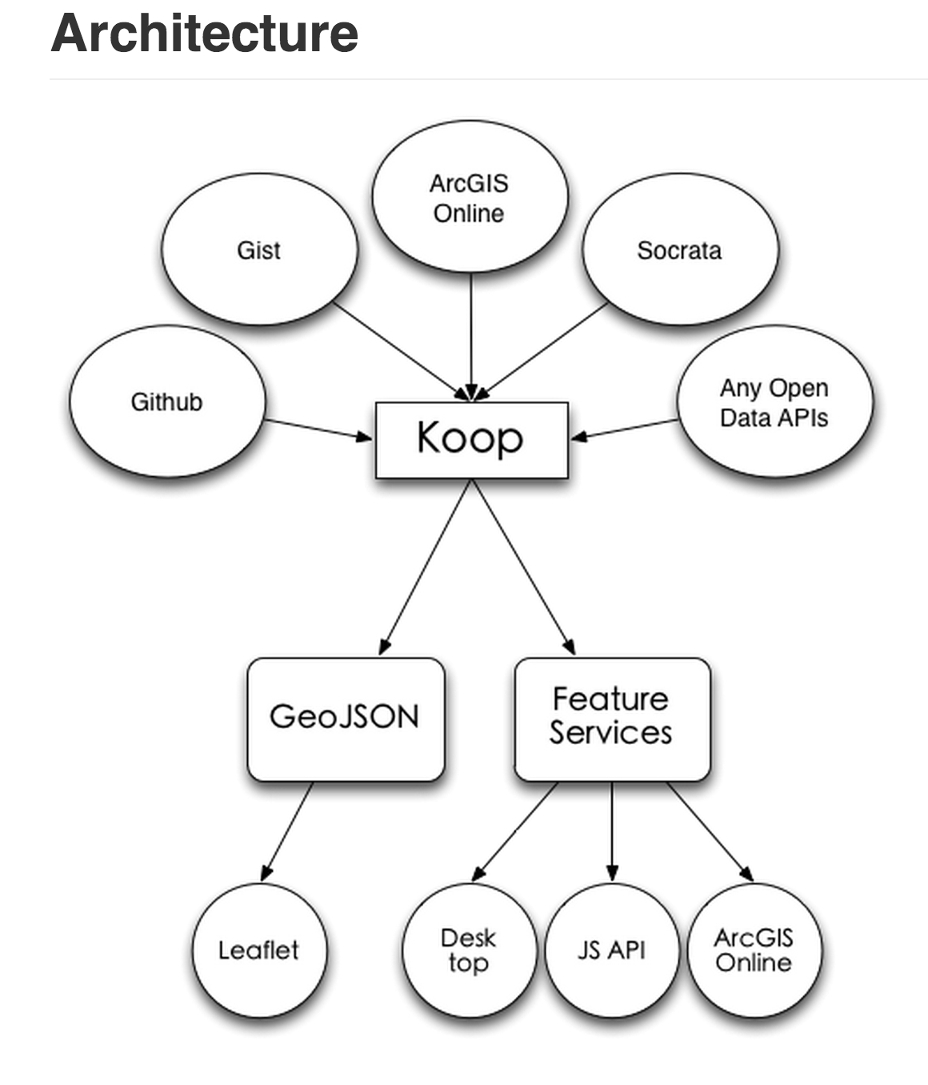 Architecture
ArcGIS
Online
Gist
Socrata
Github
Any Open
Data APIs
Koop
GeoJSON
Feature
Services
Leaflet
Desk
top
JS API
ArcGIS
Online